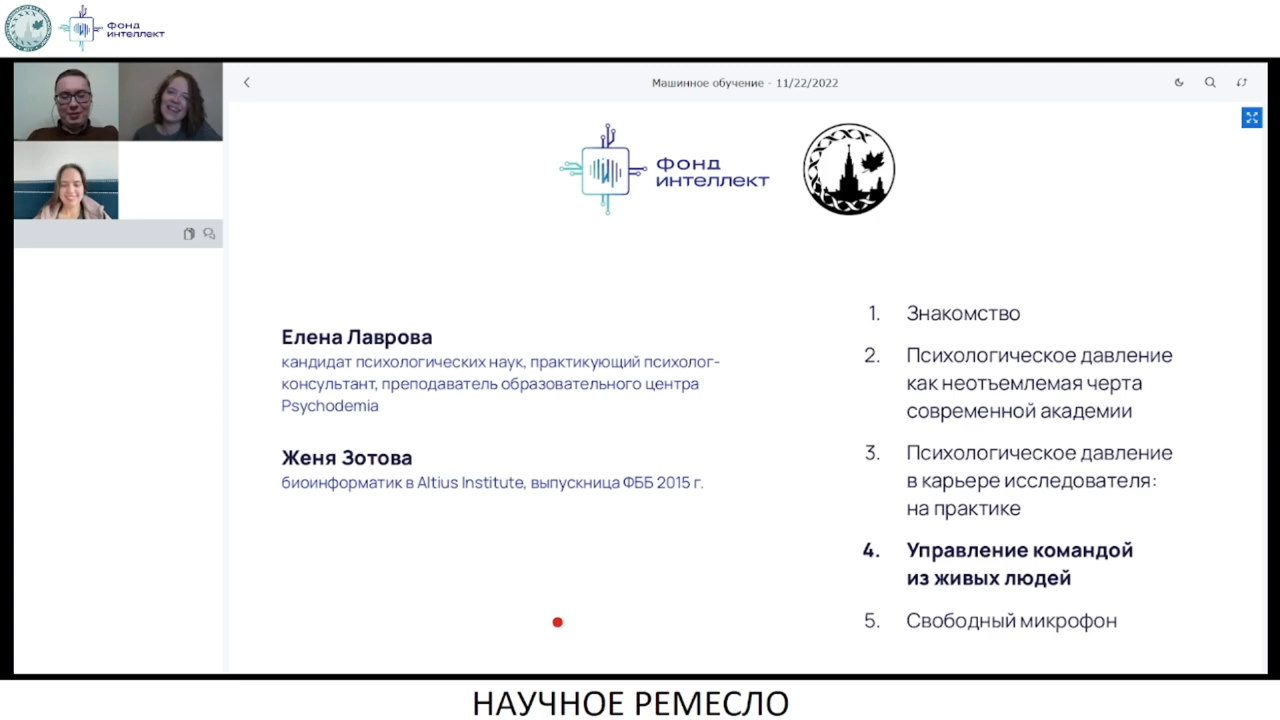 Фонд
интеллект
Машинное обучение - 11/22/2022
Фонд
интеллект
Елена Лаврова
кандидат психологических наук, практикующий психолог-
консультант, преподаватель образовательного центра
Psychodemia
Женя Зотова
биоинформатик в Altius Institute, выпускница ФББ 2015 г.
1. Знакомство
2. Психологическое давление
как неотъемлемая черта
современной академии
3. Психологическое давление
в карьере исследователя:
на практике
4. Управление командой
из живых людей
5. Свободный микрофон
НАУЧНОЕ РЕМЕСЛО